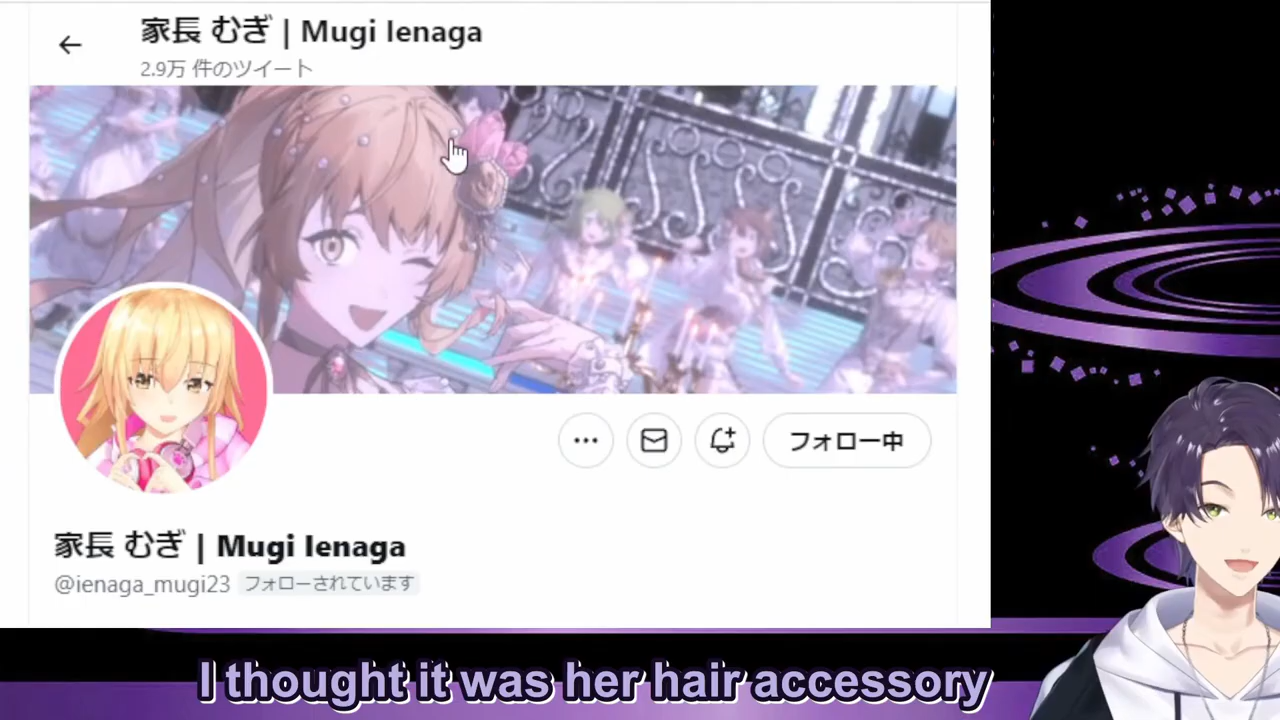 家長 むぎ | Mugi Ienaga
2.9万 件のツイート
フォロー中
家長 むぎ | Mugi Ienaga
@ienaga_mugi23 フォローされています
I thought it was her hair accessory